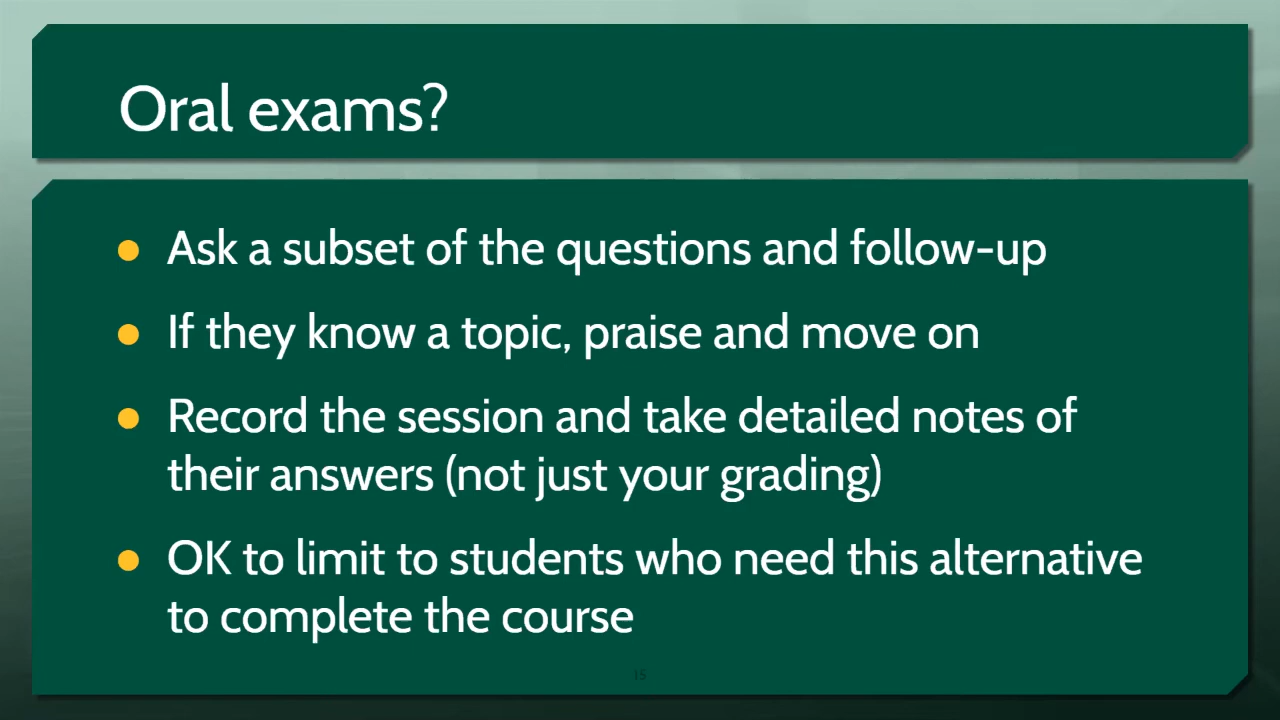 Oral exams?
Ask a subset of the questions and follow-up
If they know a topic, praise and move on
Record the session and take detailed notes of
their answers (not just your grading)
OK to limit to students who need this alternative
to complete the course
15